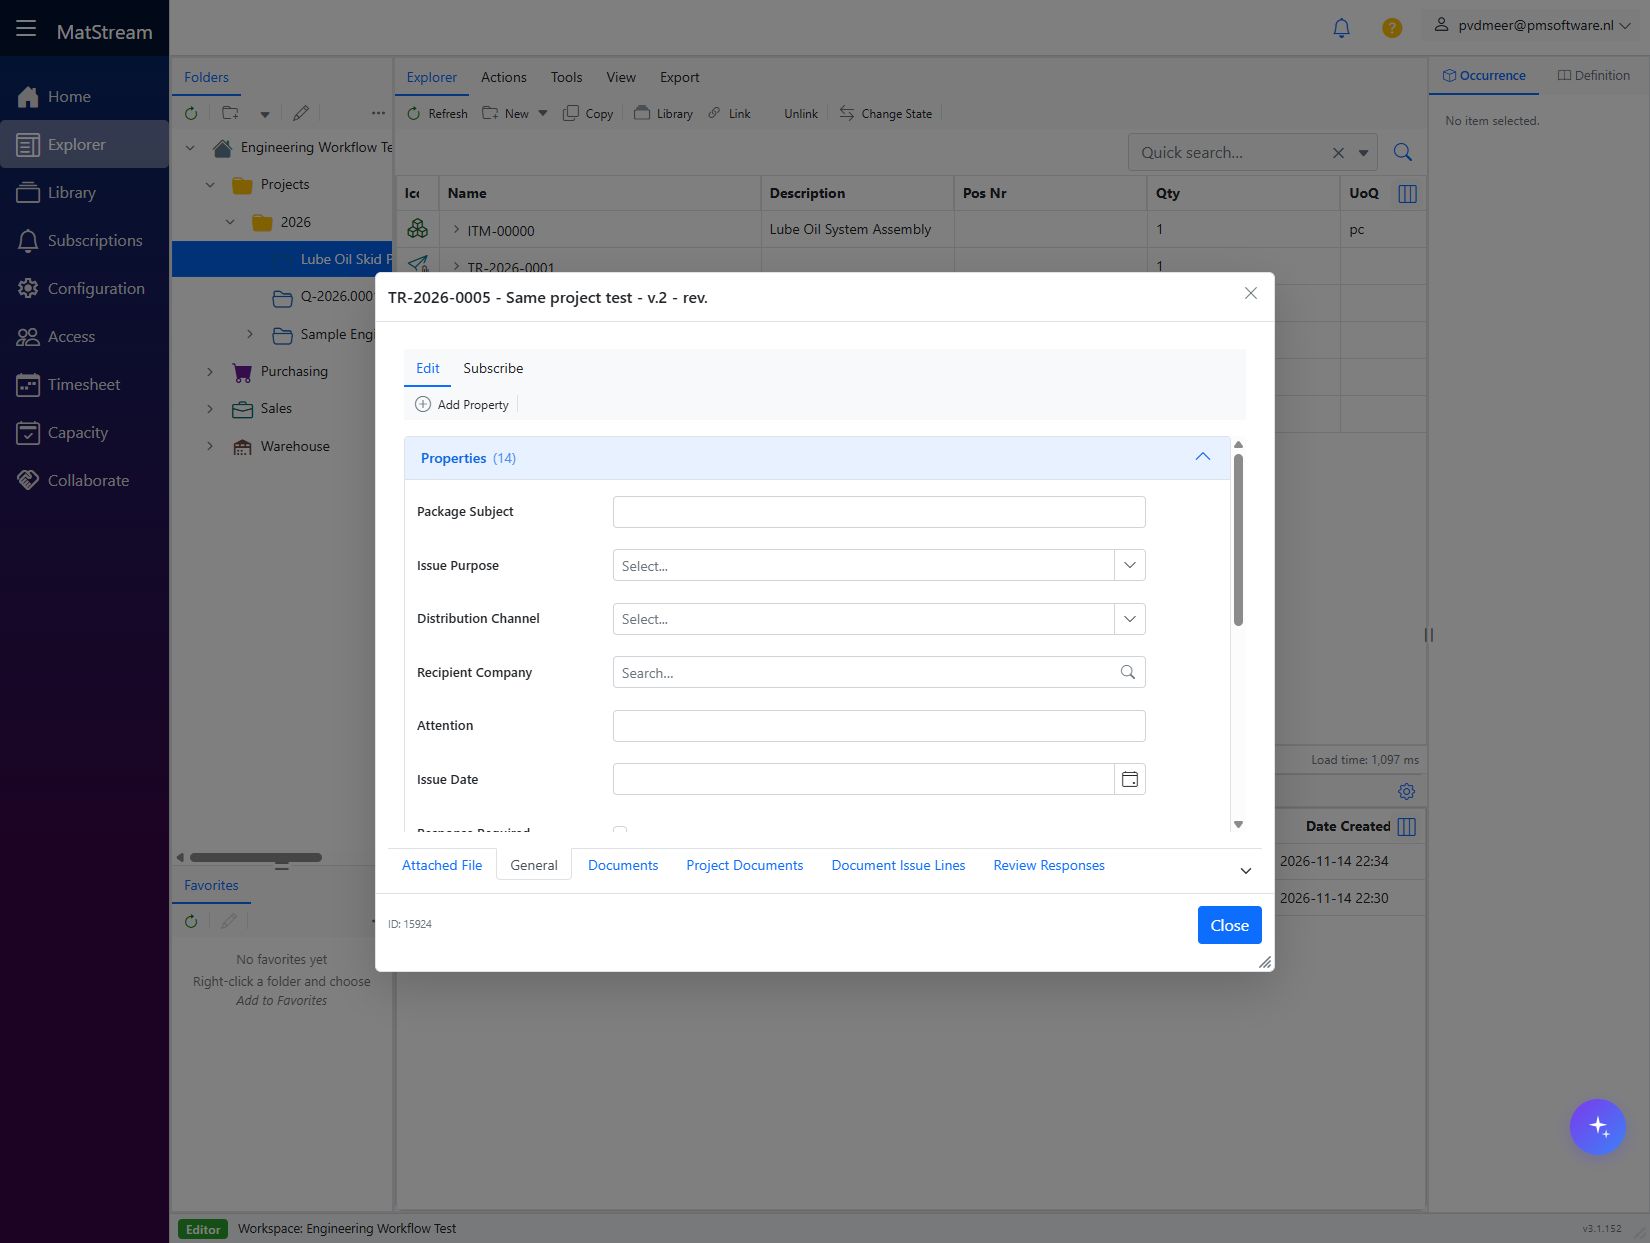 MatStream
pvdmeer@pmsoftware.nl
Home
Explorer
Library
Subscriptions
Configuration
Access
Timesheet
Capacity
Collaborate
Folders
Engineering Workflow Te
Projects
2026
Lube Oil Skid P
Q-2026.000
Sample Engi
Purchasing
Sales
Warehouse
Explorer Actions Tools View Export
Refresh New Copy Library Link Unlink Change State
Quick search...
Name Description Pos Nr Qty UoQ
ITM-00000 Lube Oil System Assembly 1 pc
TR-2026-0001 1
Occurrence Definition
No item selected.
TR-2026-0005 - Same project test - v.2 - rev.
Edit Subscribe
Add Property
Properties (14)
Package Subject
Issue Purpose Select...
Distribution Channel Select...
Recipient Company Search...
Attention
Issue Date
Response Required
Attached File General Documents Project Documents Document Issue Lines Review Responses
ID: 15924
Close
Load time: 1,097 ms
Date Created
2026-11-14 22:34
2026-11-14 22:30
Favorites
No favorites yet
Right-click a folder and choose
Add to Favorites
Editor Workspace: Engineering Workflow Test
v3.1.152